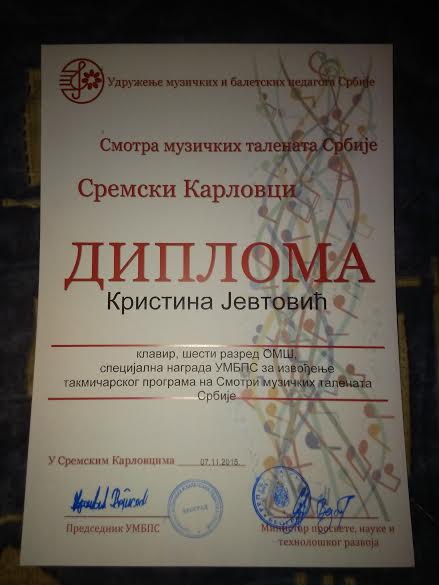 Удружење музичких и балетских педагога Србије
Смотра музичких талената Србије
Сремски Карловци
ДИПЛОМА
Кристина Јевтовић
клавир, шести разред ОМШ,
специјална награда УМБПС за извођење
такмичарског програма на Смотри музичких талената
Србије
У Сремским Карловцима 07.11.2015.
Председник УМБПС
Министар просвете, науке и
технолошког развоја
БЕОГРАД